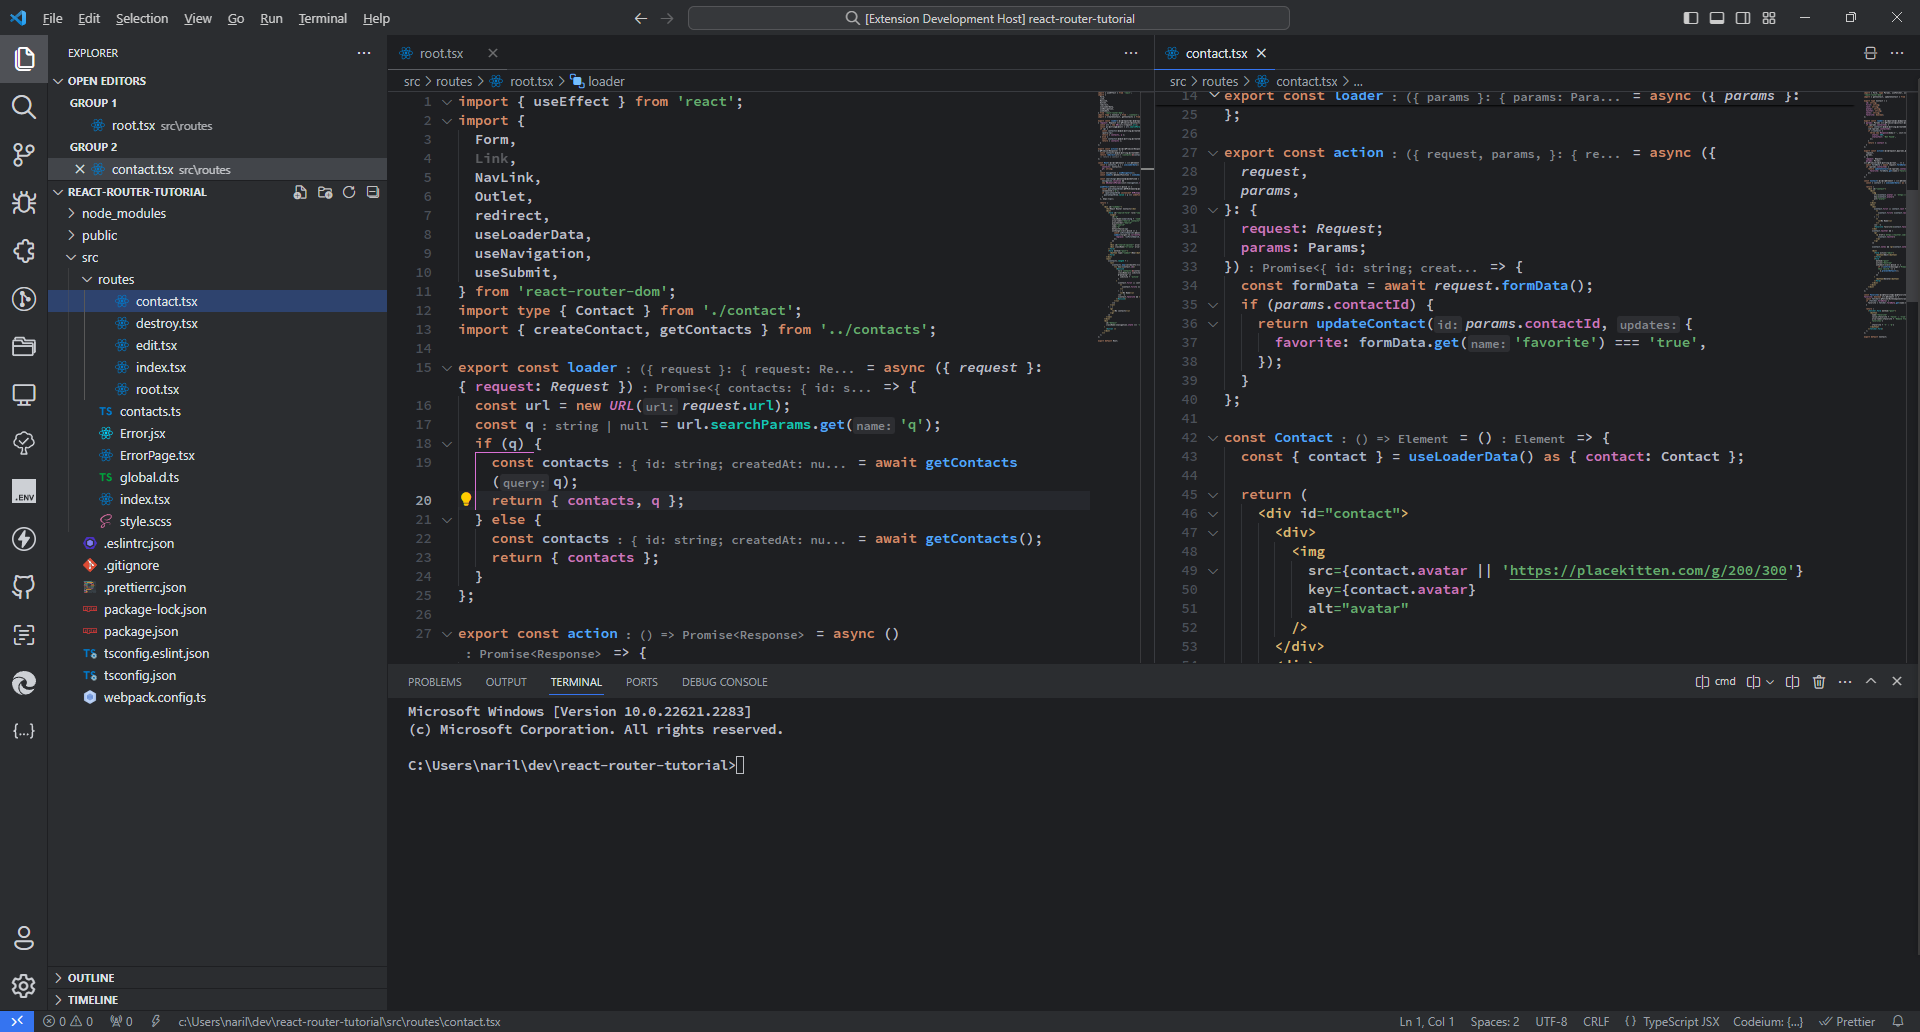 File Edit Selection View Go Run Terminal Help
[Extension Development Host] react-router-tutorial
EXPLORER
OPEN EDITORS
GROUP 1
root.tsx src\routes
GROUP 2
contact.tsx src\routes
REACT-ROUTER-TUTORIAL
node_modules
public
src
routes
contact.tsx
destroy.tsx
edit.tsx
index.tsx
root.tsx
TS contacts.ts
Error.jsx
ErrorPage.tsx
TS global.d.ts
index.tsx
style.scss
.eslintrc.json
.gitignore
.prettierrc.json
package-lock.json
package.json
TS tsconfig.eslint.json
TS tsconfig.json
webpack.config.ts
.ENV
{...}
OUTLINE
TIMELINE
root.tsx
src > routes > root.tsx > loader
1 import { useEffect } from 'react';
2 import {
3 Form,
4 Link,
5 NavLink,
6 Outlet,
7 redirect,
8 useLoaderData,
9 useNavigation,
10 useSubmit,
11 } from 'react-router-dom';
12 import type { Contact } from './contact';
13 import { createContact, getContacts } from '../contacts';
14
15 export const loader : ({ request }: { request: Re... = async ({ request }:
{ request: Request }) : Promise<{ contacts: { id: s... => {
16 const url = new URL(url: request.url);
17 const q : string | null = url.searchParams.get(name: 'q');
18 if (q) {
19 const contacts : { id: string; createdAt: nu... = await getContacts
(query: q);
20 return { contacts, q };
21 } else {
22 const contacts : { id: string; createdAt: nu... = await getContacts();
23 return { contacts };
24 }
25 };
26
27 export const action : () => Promise<Response> = async ()
: Promise<Response> => {
contact.tsx
src > routes > contact.tsx > ...
14 export const loader : ({ params }: { params: Para... = async ({ params }:
25 };
26
27 export const action : ({ request, params, }: { re... = async ({
28 request,
29 params,
30 }: {
31 request: Request;
32 params: Params;
33 }) : Promise<{ id: string; creat... => {
34 const formData = await request.formData();
35 if (params.contactId) {
36 return updateContact(id: params.contactId, updates: {
37 favorite: formData.get(name: 'favorite') === 'true',
38 });
39 }
40 };
41
42 const Contact : () => Element = () : Element => {
43 const { contact } = useLoaderData() as { contact: Contact };
44
45 return (
46 <div id="contact">
47 <div>
48 <img
49 src={contact.avatar || 'https://placekitten.com/g/200/300'}
50 key={contact.avatar}
51 alt="avatar"
52 />
53 </div>
PROBLEMS OUTPUT TERMINAL PORTS DEBUG CONSOLE
cmd
Microsoft Windows [Version 10.0.22621.2283]
(c) Microsoft Corporation. All rights reserved.
C:\Users\naril\dev\react-router-tutorial>
0 0 0 c:\Users\naril\dev\react-router-tutorial\src\routes\contact.tsx
Ln 1, Col 1 Spaces: 2 UTF-8 CRLF {} TypeScript JSX Codeium: {...} Prettier